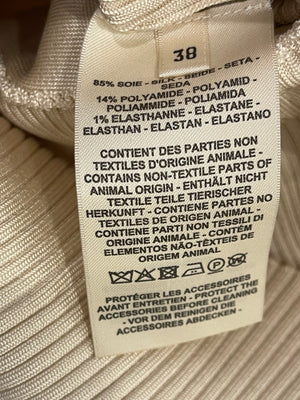 38
85% SOIE - SILK - SEIDE - SETA -
SEDA
14% POLYAMIDE - POLYAMID -
POLIAMMIDE - POLIAMIDA
1% ELASTHANNE - ELASTANE -
ELASTHAN - ELASTAN - ELASTANO
CONTIENT DES PARTIES NON
TEXTILES D'ORIGINE ANIMALE -
CONTAINS NON-TEXTILE PARTS OF
ANIMAL ORIGIN - ENTHÄLT NICHT
TEXTILE TEILE TIERISCHER
HERKUNFT - CONTIENE PARTI NON
TESSILI DI ORIGINE ANIMALE -
CONTIENE PARTES NO TEXTILES DE
ORIGEN ANIMAL - CONTÉM
ELEMENTOS NÃO-TÊXTEIS DE
ORIGEM ANIMAL
PROTÉGER LES ACCESSOIRES
AVANT ENTRETIEN - PROTECT THE
ACCESSORIES BEFORE CLEANING
- VOR DEM REINIGEN DIE
ACCESSOIRES ABDECKEN -